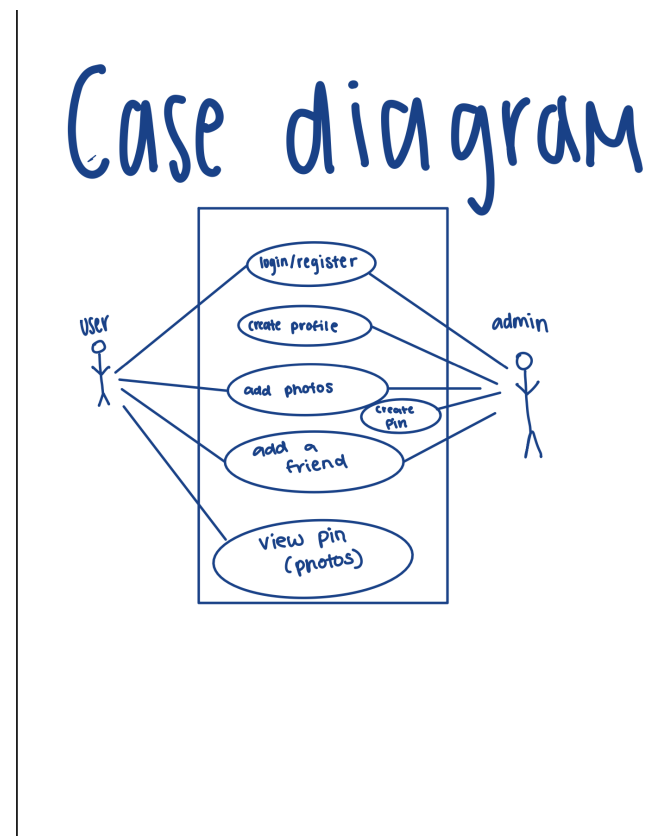 Case diagram
login/register
user
create profile
admin
add photos
create
pin
add a
friend
view pin
(photos)